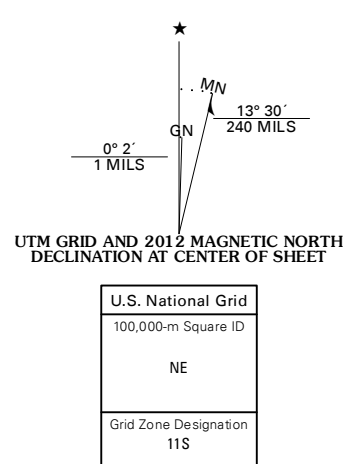 ★
MN
13° 30´
240 MILS
GN
0° 2´
1 MILS
UTM GRID AND 2012 MAGNETIC NORTH
DECLINATION AT CENTER OF SHEET
U.S. National Grid
100,000-m Square ID
NE
Grid Zone Designation
11S